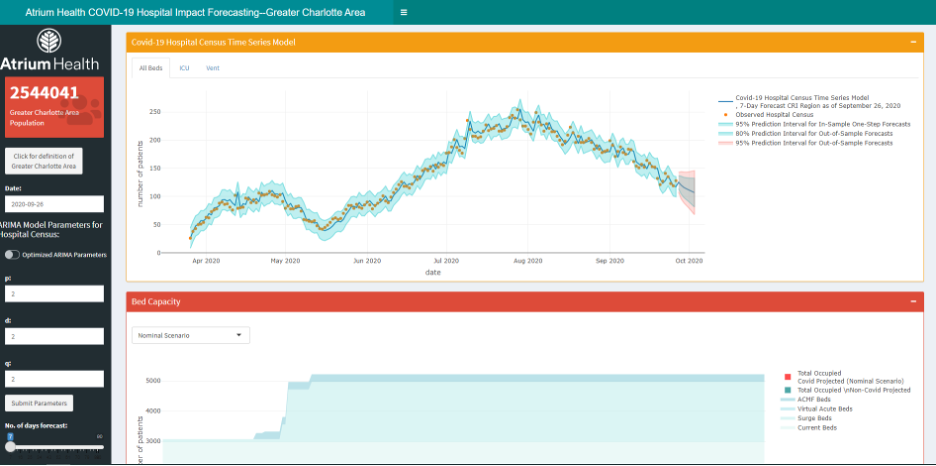 Atrium Health COVID-19 Hospital Impact Forecasting--Greater Charlotte Area
Atrium Health
2544041
Greater Charlotte Area
Population
Click for definition of
Greater Charlotte Area
Date:
2020-09-28
ARIMA Model Parameters for
Hospital Census:
Optimized ARIMA Parameters
p:
2
d:
2
q:
2
Submit Parameters
No. of days forecast:
7
Covid-19 Hospital Census Time Series Model
All Beds
ICU
Vent
number of patients
250
200
150
100
50
0
Apr 2020
May 2020
Jun 2020
Jul 2020
Aug 2020
Sep 2020
Oct 2020
date
Covid-19 Hospital Census Time Series Model
, 7-Day Forecast CRI Region as of September 26, 2020
Observed Hospital Census
95% Prediction Interval for In-Sample One-Step Forecasts
80% Prediction Interval for Out-of-Sample Forecasts
95% Prediction Interval for Out-of-Sample Forecasts
Bed Capacity
Nominal Scenario
er of patients
5000
4000
3000
Total Occupied
Covid Projected (Nominal Scenario)
Total Occupied \nNon-Covid Projected
ACMF Beds
Virtual Acute Beds
Surge Beds
Current Beds